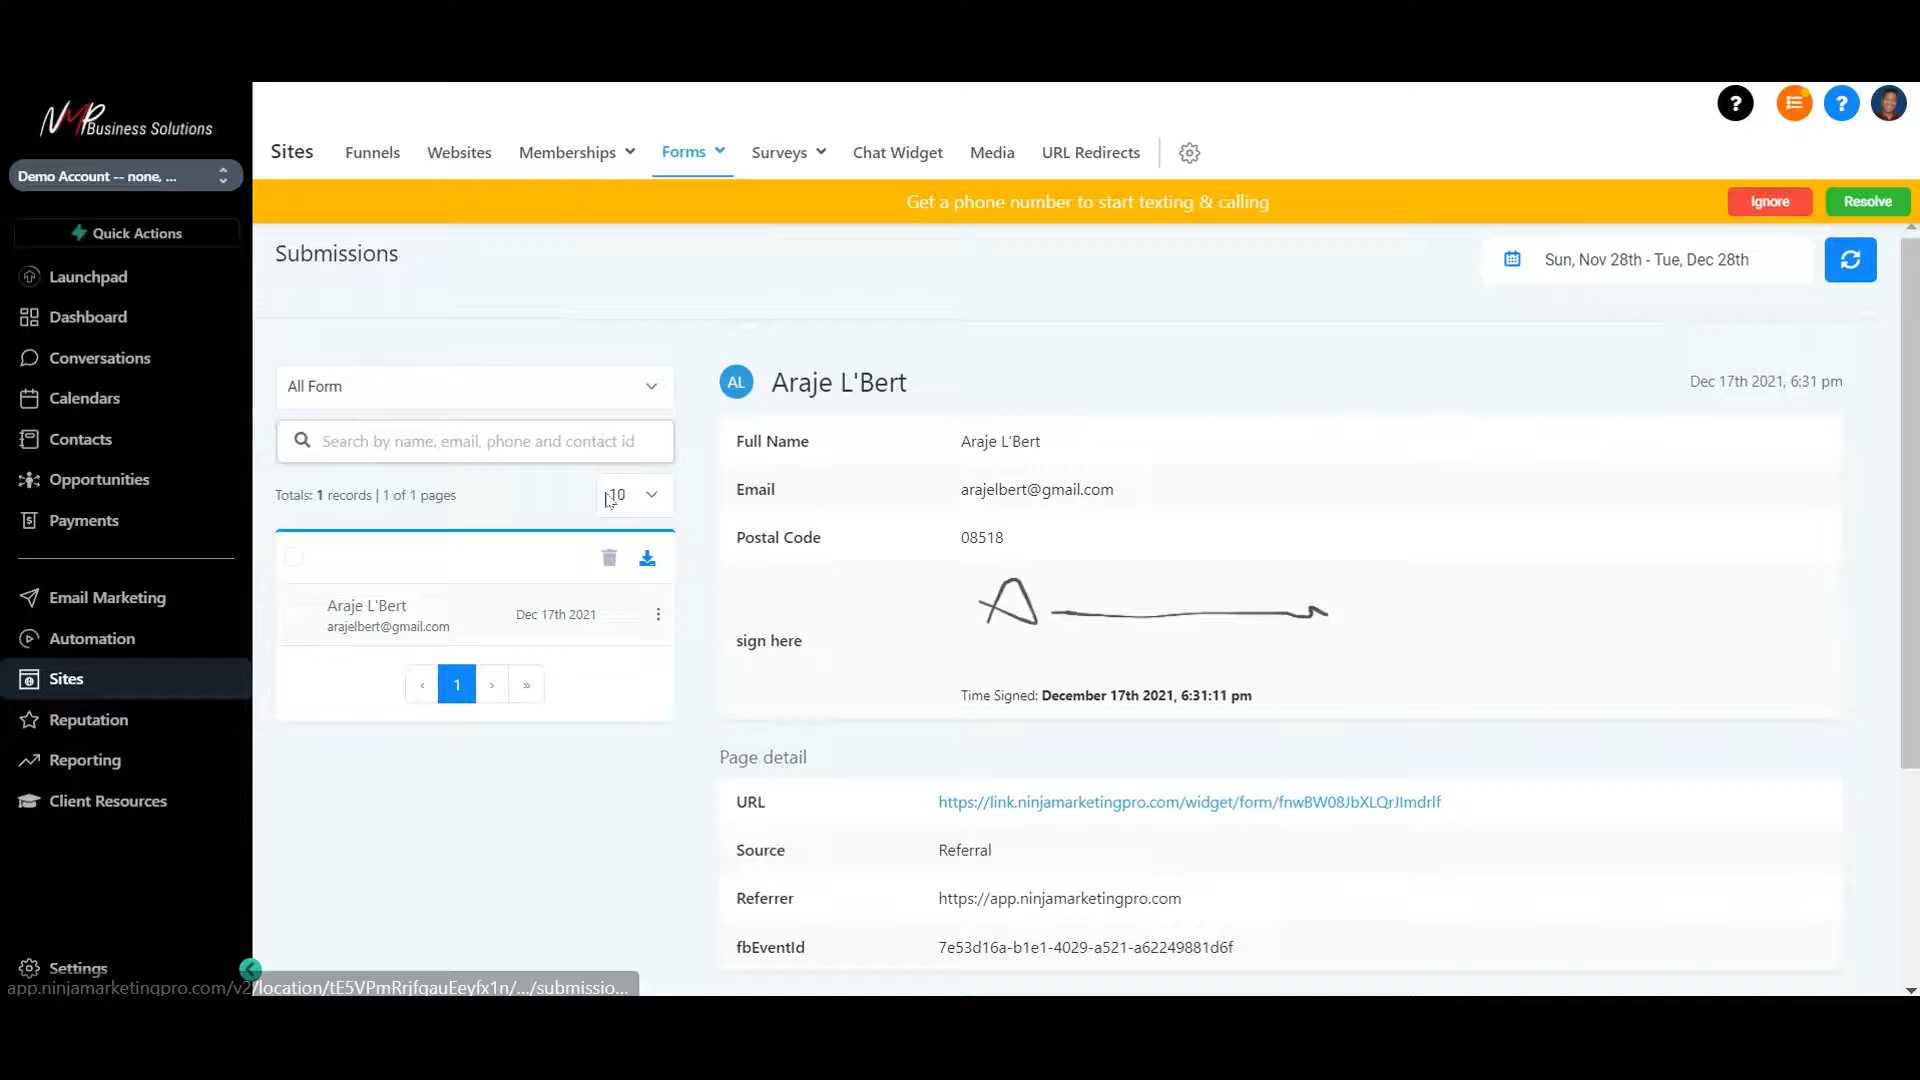 NMP Business Solutions
Demo Account -- none, ...
Quick Actions
Launchpad
Dashboard
Conversations
Calendars
Contacts
Opportunities
Payments
Email Marketing
Automation
Sites
Reputation
Reporting
Client Resources
Settings
app.ninjamarketingpro.com/v2/location/tE5VPmRrjfgauEeyfx1n/.../submissio...
Sites Funnels Websites Memberships Forms Surveys Chat Widget Media URL Redirects
? ?
Get a phone number to start texting & calling Ignore Resolve
Submissions Sun, Nov 28th - Tue, Dec 28th
All Form
Search by name, email, phone and contact id
Totals: 1 records | 1 of 1 pages 10
Araje L'Bert
arajelbert@gmail.com
Dec 17th 2021
‹ 1 › »
AL Araje L'Bert Dec 17th 2021, 6:31 pm
Full Name Araje L'Bert
Email arajelbert@gmail.com
Postal Code 08518
sign here
Time Signed: December 17th 2021, 6:31:11 pm
Page detail
URL https://link.ninjamarketingpro.com/widget/form/fnwBW08JbXLQrJImdrlf
Source Referral
Referrer https://app.ninjamarketingpro.com
fbEventId 7e53d16a-b1e1-4029-a521-a62249881d6f